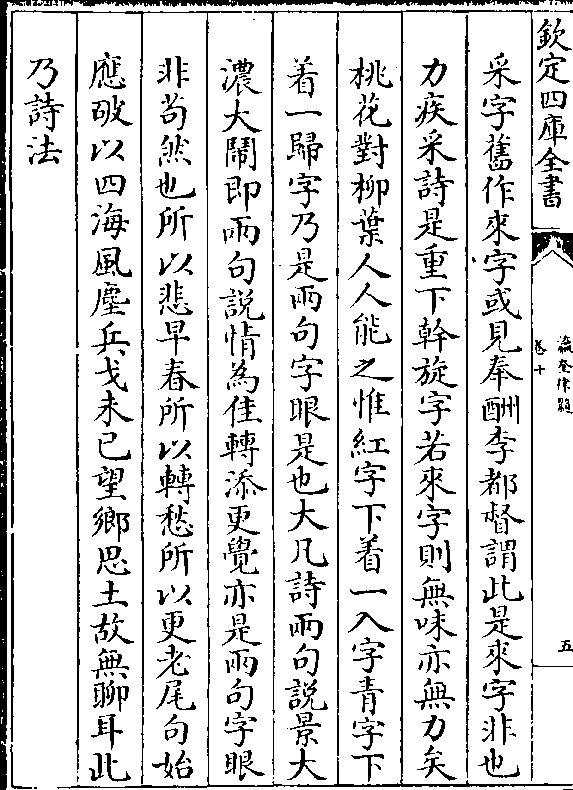 欽定四庫全書
瀛奎律髓
卷十
五
采字舊作來字或見奉酬李都督謂此是來字非也
力疾采詩是重下斡旋字若來字則無味亦無力矣
桃花對柳葉人人能之惟紅字下着一入字青字下
着一歸字乃是兩句字眼是也大凡詩兩句說景大
濃大鬧即兩句說情為佳轉添更覺亦是兩句字眼
非苟然也所以悲早春所以轉愁所以更老尾句始
應破以四海風塵兵戈未已望鄉思土故無聊耳此
乃詩法